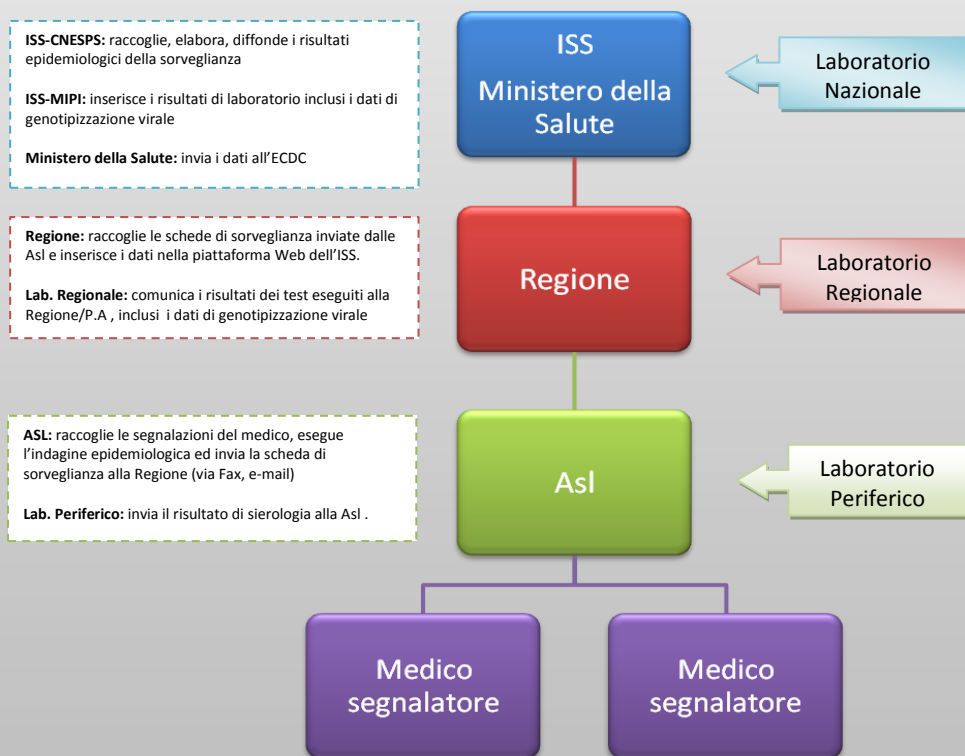 ISS-CNESPS: raccoglie, elabora, diffonde i risultati
epidemiologici della sorveglianza
ISS-MIPI: inserisce i risultati di laboratorio inclusi i dati di
genotipizzazione virale
Ministero della Salute: invia i dati all'ECDC
ISS
Ministero della
Salute
Laboratorio
Nazionale
Regione: raccoglie le schede di sorveglianza inviate dalle
Asl e inserisce i dati nella piattaforma Web dell'ISS.
Lab. Regionale: comunica i risultati dei test eseguiti alla
Regione/P.A , inclusi i dati di genotipizzazione virale
Regione
Laboratorio
Regionale
ASL: raccoglie le segnalazioni del medico, esegue
l'indagine epidemiologica ed invia la scheda di
sorveglianza alla Regione (via Fax, e-mail)
Lab. Periferico: invia il risultato di sierologia alla Asl .
Asl
Laboratorio
Periferico
Medico
segnalatore
Medico
segnalatore